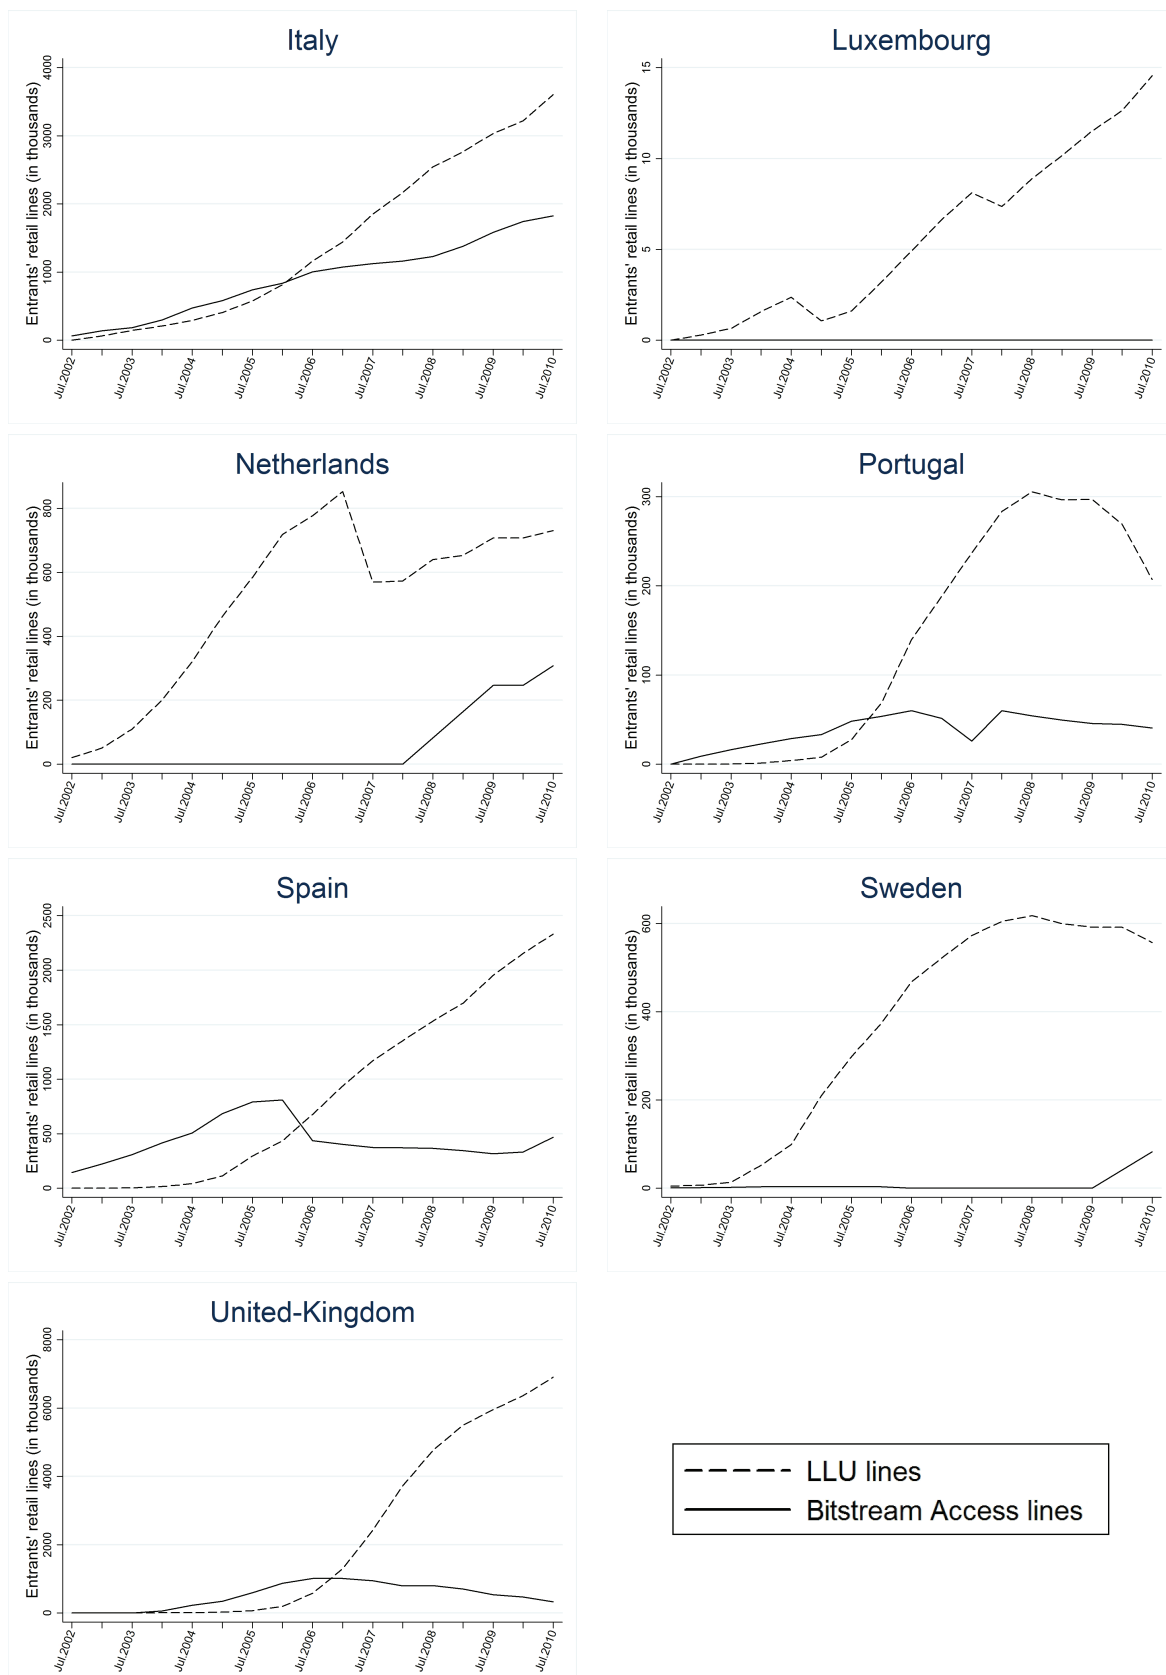 Italy
Entrants' retail lines (in thousands)
4000
3000
2000
1000
0
Jul.2002
Jul.2003
Jul.2004
Jul.2005
Jul.2006
Jul.2007
Jul.2008
Jul.2009
Jul.2010
Luxembourg
Entrants' retail lines (in thousands)
15
10
5
0
Jul.2002
Jul.2003
Jul.2004
Jul.2005
Jul.2006
Jul.2007
Jul.2008
Jul.2009
Jul.2010
Netherlands
Entrants' retail lines (in thousands)
800
600
400
200
0
Jul.2002
Jul.2003
Jul.2004
Jul.2005
Jul.2006
Jul.2007
Jul.2008
Jul.2009
Jul.2010
Portugal
Entrants' retail lines (in thousands)
300
200
100
0
Jul.2002
Jul.2003
Jul.2004
Jul.2005
Jul.2006
Jul.2007
Jul.2008
Jul.2009
Jul.2010
Spain
Entrants' retail lines (in thousands)
2500
2000
1500
1000
500
0
Jul.2002
Jul.2003
Jul.2004
Jul.2005
Jul.2006
Jul.2007
Jul.2008
Jul.2009
Jul.2010
Sweden
Entrants' retail lines (in thousands)
600
400
200
0
Jul.2002
Jul.2003
Jul.2004
Jul.2005
Jul.2006
Jul.2007
Jul.2008
Jul.2009
Jul.2010
United-Kingdom
Entrants' retail lines (in thousands)
8000
6000
4000
2000
0
Jul.2002
Jul.2003
Jul.2004
Jul.2005
Jul.2006
Jul.2007
Jul.2008
Jul.2009
Jul.2010
LLU lines
Bitstream Access lines